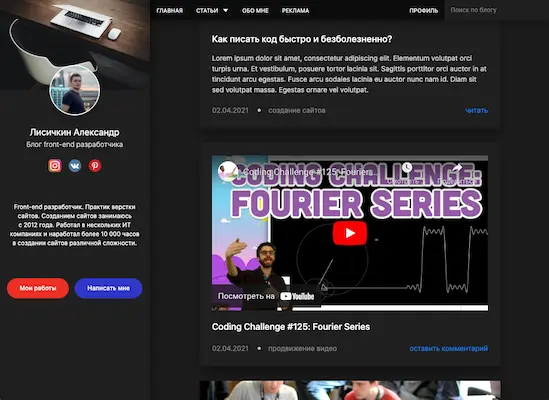 ГЛАВНАЯ СТАТЬИ ОБО МНЕ РЕКЛАМА ПРОФИЛЬ Поиск по блогу
Лисичкин Александр
Блог front-end разработчика
Front-end разработчик. Практик верстки
сайтов. Созданием сайтов занимаюсь
с 2012 года. Работал в нескольких ИТ
компаниях и наработал более 10 000 часов
в создании сайтов различной сложности.
Мои работы Написать мне
Как писать код быстро и безболезненно?
Lorem ipsum dolor sit amet, consectetur adipiscing elit. Elementum volutpat orci
turpis urna. Et vestibulum, posuere tortor lacinia sit. Sagittis porttitor orci auctor in at
tincidunt arcu egestas. Fusce arcu sodales lacinia eu auctor nunc nam id. Diam sit
sed volutpat massa. Egestas ornare vel volutpat.
02.04.2021 создание сайтов читать
Coding Challenge #125: Fourier
CODING CHALLENGE:
FOURIER SERIES
Посмотреть на YouTube
Coding Challenge #125: Fourier Series
02.04.2021 продвижение видео оставить комментарий